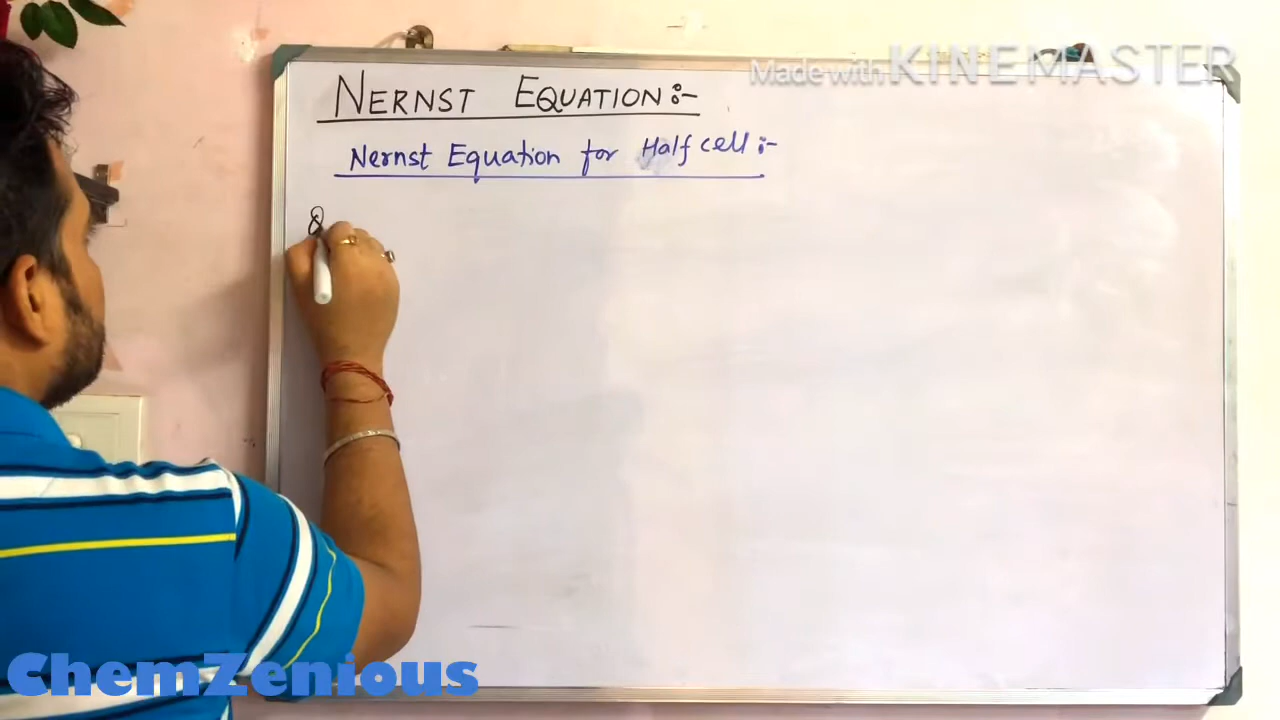 Made with KINEMASTER
NERNST EQUATION:-
Nernst Equation for Half cell :-
ChemZenious